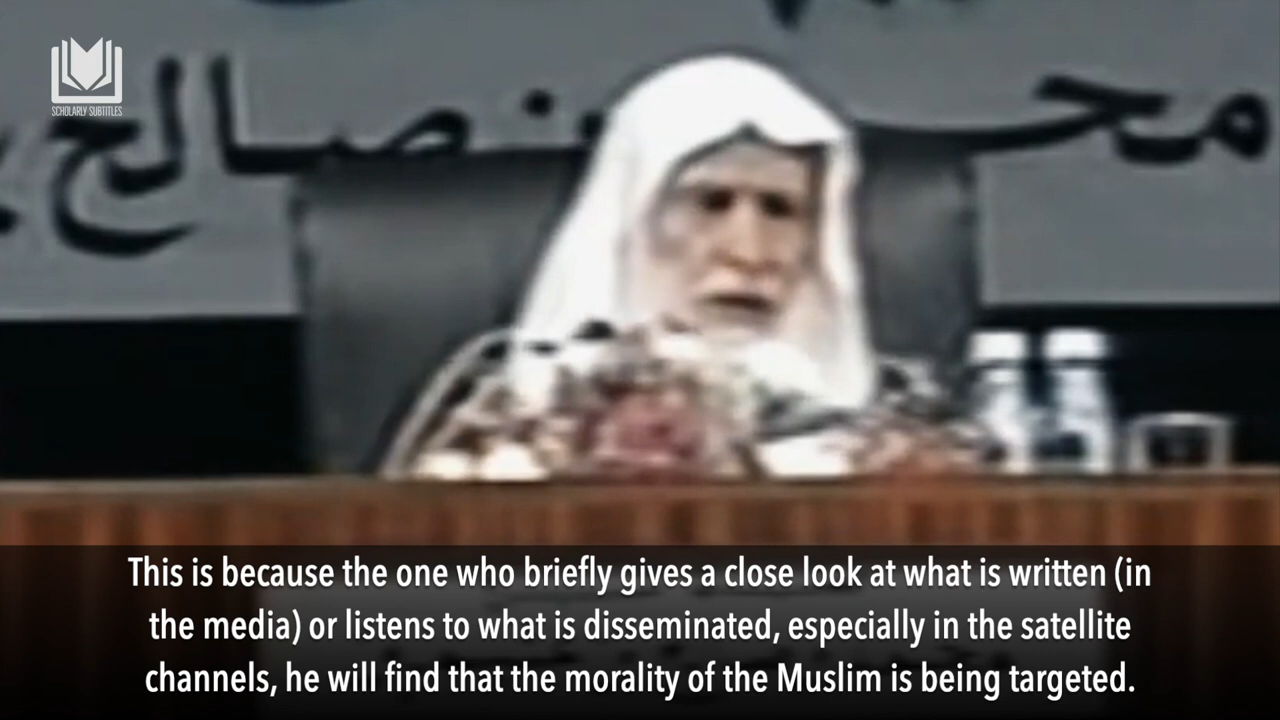 SCHOLARLY SUBTITLES
صالح
This is because the one who briefly gives a close look at what is written (in
the media) or listens to what is disseminated, especially in the satellite
channels, he will find that the morality of the Muslim is being targeted.